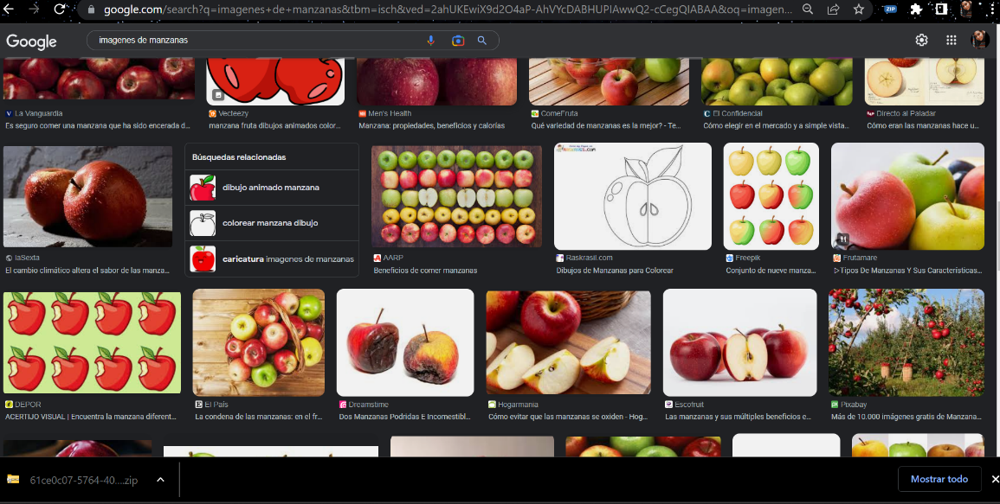 google.com/search?q=imagenes+de+manzanas&tbm=isch&ved=2ahUKEwiX9d2O4aP-AhVYcDABHUPIAwwQ2-cCegQIABAA&oq=imagen...
ZIP
Google
imagenes de manzanas
La Vanguardia
Es seguro comer una manzana que ha sido encerada d...
Vecteezy
manzana fruta dibujos animados color...
Men's Health
Manzana: propiedades, beneficios y calorías
ComeFruta
Qué variedad de manzanas es la mejor? - Te...
El Confidencial
Cómo elegir en el mercado y a simple vista...
Directo al Paladar
Cómo eran las manzanas hace u...
laSexta
El cambio climático altera el sabor de las manza...
Búsquedas relacionadas
dibujo animado manzana
colorear manzana dibujo
caricatura imagenes de manzanas
AARP
Beneficios de comer manzanas
Raskrasil.com
Dibujos de Manzanas para Colorear
Freepik
Conjunto de nueve manza...
Frutamare
▷Tipos De Manzanas Y Sus Características...
DEPOR
ACERTIJO VISUAL | Encuentra la manzana diferent...
El País
La condena de las manzanas: en el fr...
Dreamstime
Dos Manzanas Podridas E Incomestibl...
Hogarmania
Cómo evitar que las manzanas se oxiden - Hog...
Escofruit
Las manzanas y sus múltiples beneficios e...
Pixabay
Más de 10.000 imágenes gratis de Manzana...
61ce0c07-5764-40....zip
Mostrar todo